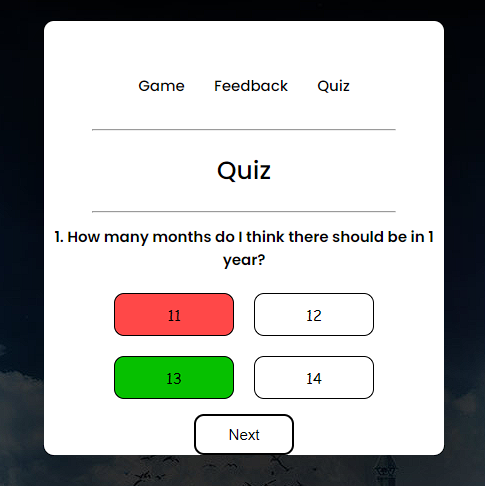 Game Feedback Quiz
Quiz
1. How many months do I think there should be in 1
year?
11 12
13 14
Next